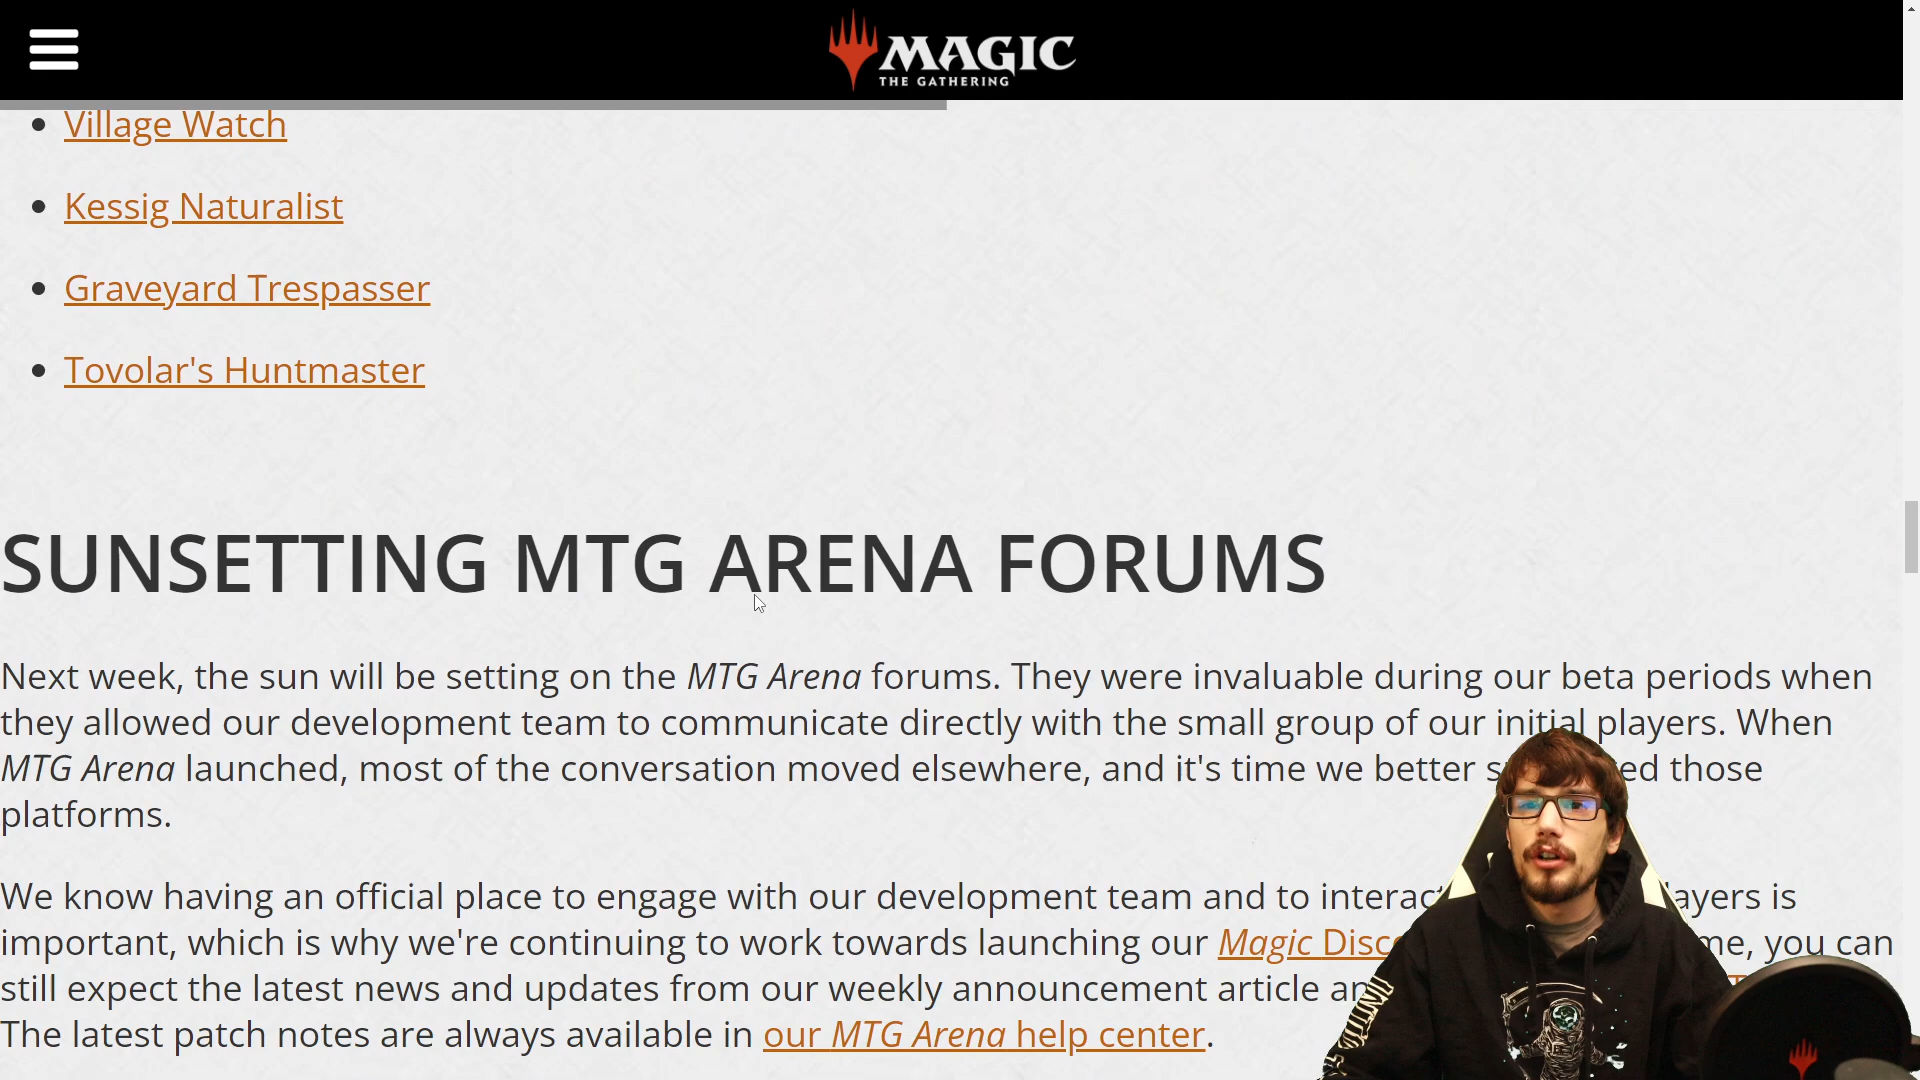 MAGIC
THE GATHERING
Village Watch
Kessig Naturalist
Graveyard Trespasser
Tovolar's Huntmaster
SUNSETTING MTG ARENA FORUMS
Next week, the sun will be setting on the MTG Arena forums. They were invaluable during our beta periods when
they allowed our development team to communicate directly with the small group of our initial players. When
MTG Arena launched, most of the conversation moved elsewhere, and it's time we better those
platforms.
We know having an official place to engage with our development team and to is
important, which is why we're continuing to work towards launching our Magic you can
still expect the latest news and updates from our weekly announcement article
The latest patch notes are always available in our MTG Arena help center.